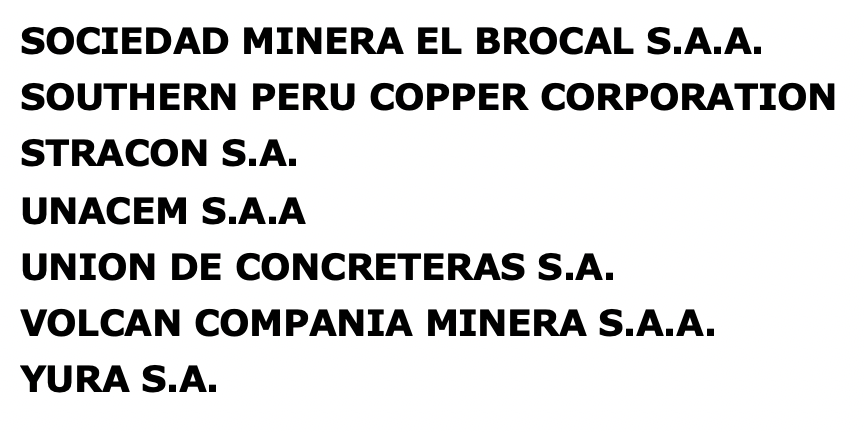 SOCIEDAD MINERA EL BROCAL S.A.A.
SOUTHERN PERU COPPER CORPORATION
STRACON S.A.
UNACEM S.A.A
UNION DE CONCRETERAS S.A.
VOLCAN COMPANIA MINERA S.A.A.
YURA S.A.